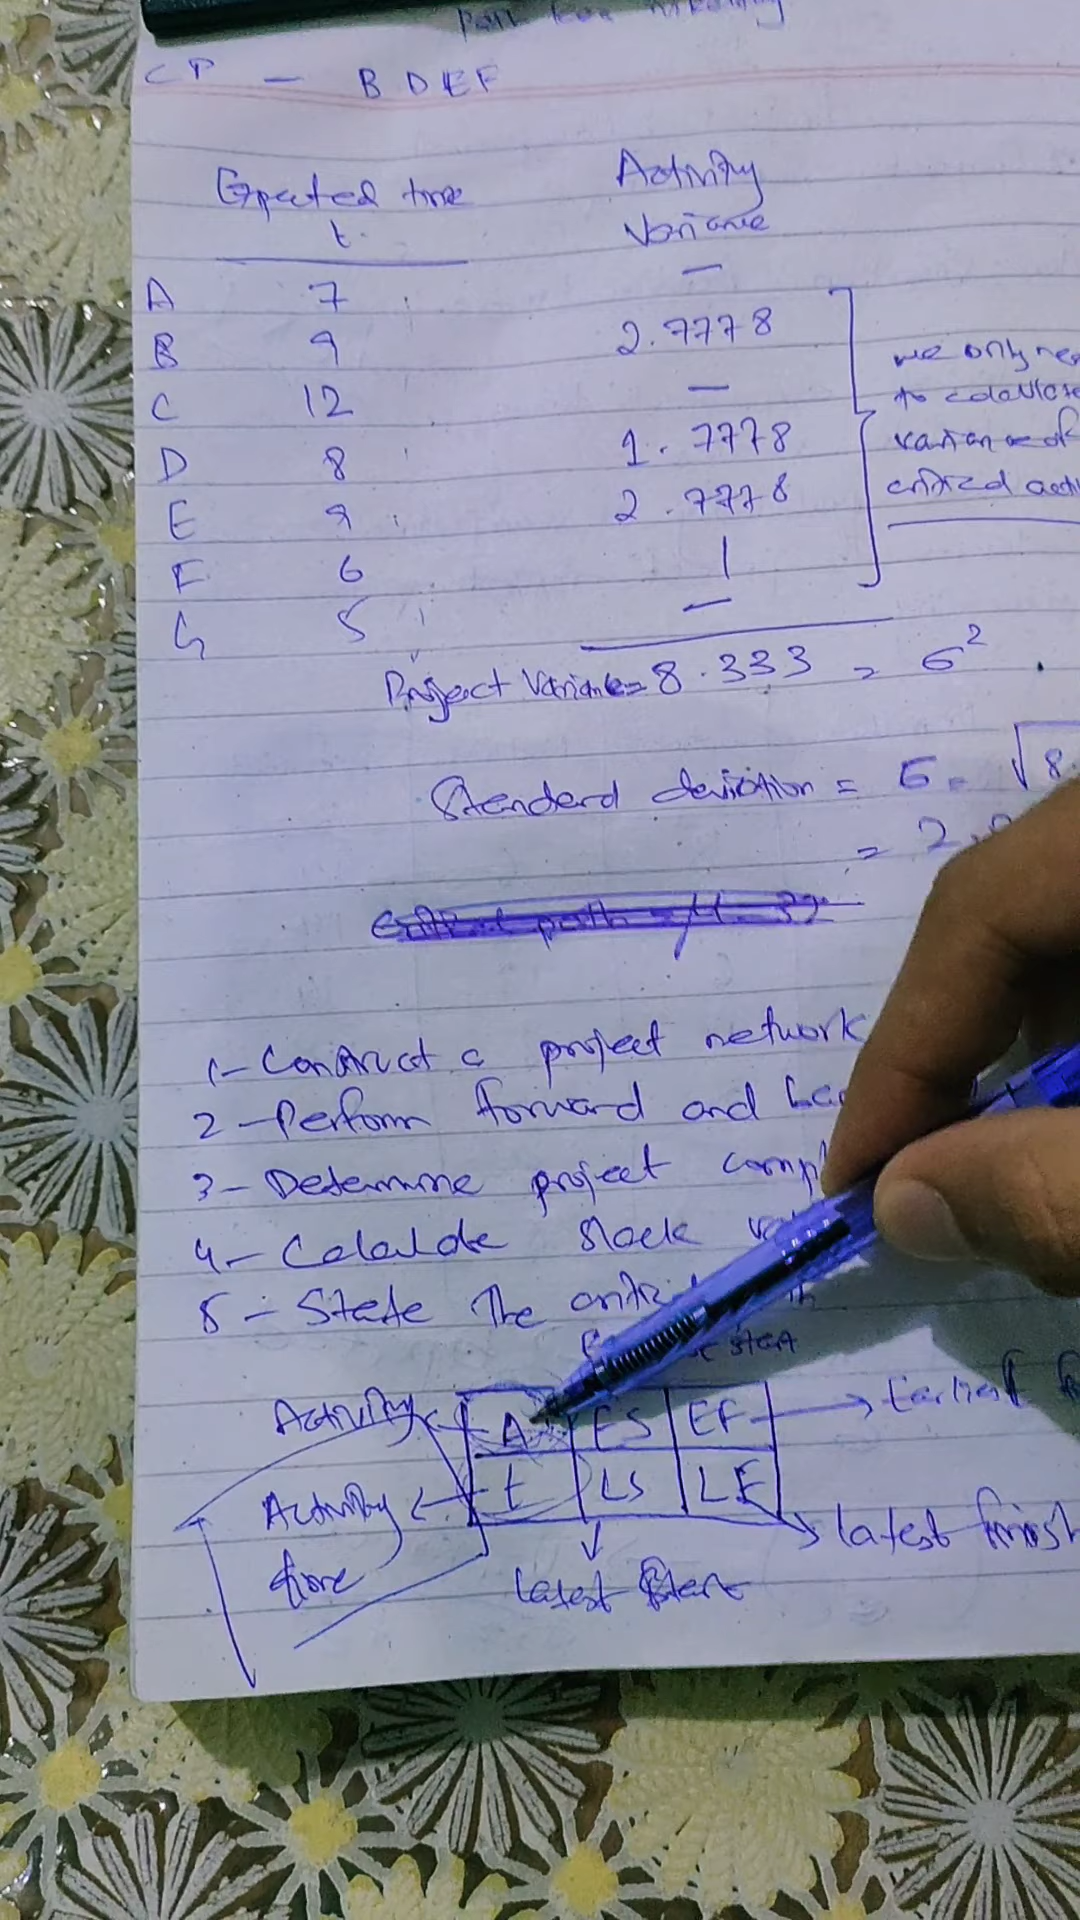 CP - BDEF
Expected time Activity
t. Variance
A 7 -
B 9 2.7778
C 12 -
D 8 1.7778
E 9 2.7778
F 6 1
G 5 -
we only
to calculate
variance of
critical
Project Variance = 8.333 = σ²
Standard deviation = σ = √8.
= 2.
1- Construct a project network
2- Perform forward and
3- Determine project
4- Calculate slack
5- State the
start
Activity A ES EF → Earliest
Activity t LS LF → latest finish
time latest start